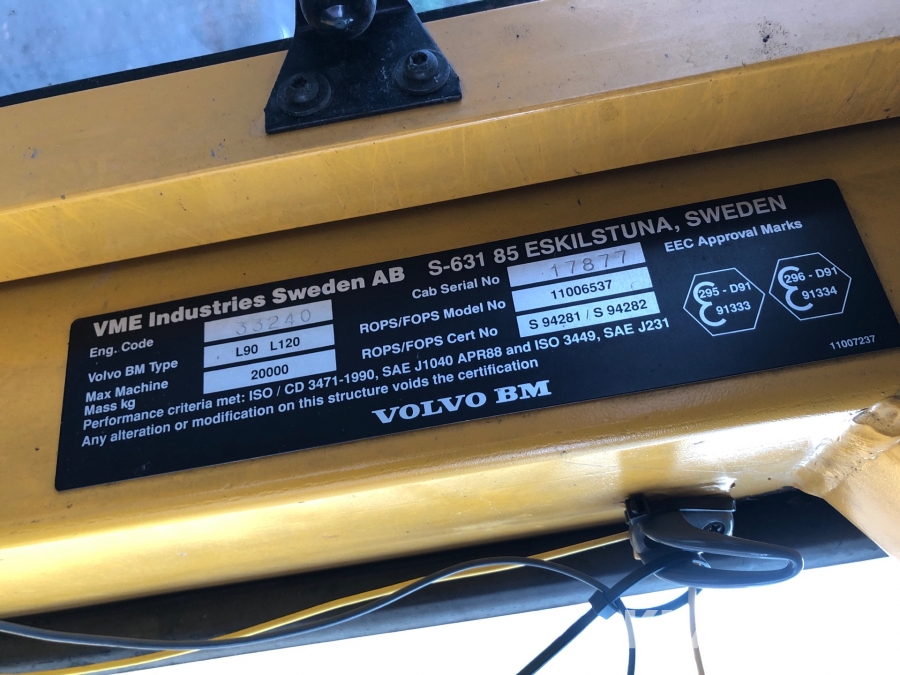 VME Industries Sweden AB S-631 85 ESKILSTUNA, SWEDEN
Eng. Code 33240 Cab Serial No 17877 EEC Approval Marks
Volvo BM Type L90 L120 ROPS/FOPS Model No 11006537
Max Machine Mass kg 20000 ROPS/FOPS Cert No S 94281 / S 94282
295 - D91
91333
296 - D91
91334
Performance criteria met: ISO / CD 3471-1990, SAE J1040 APR88 and ISO 3449, SAE J231
Any alteration or modification on this structure voids the certification
11007237
VOLVO BM